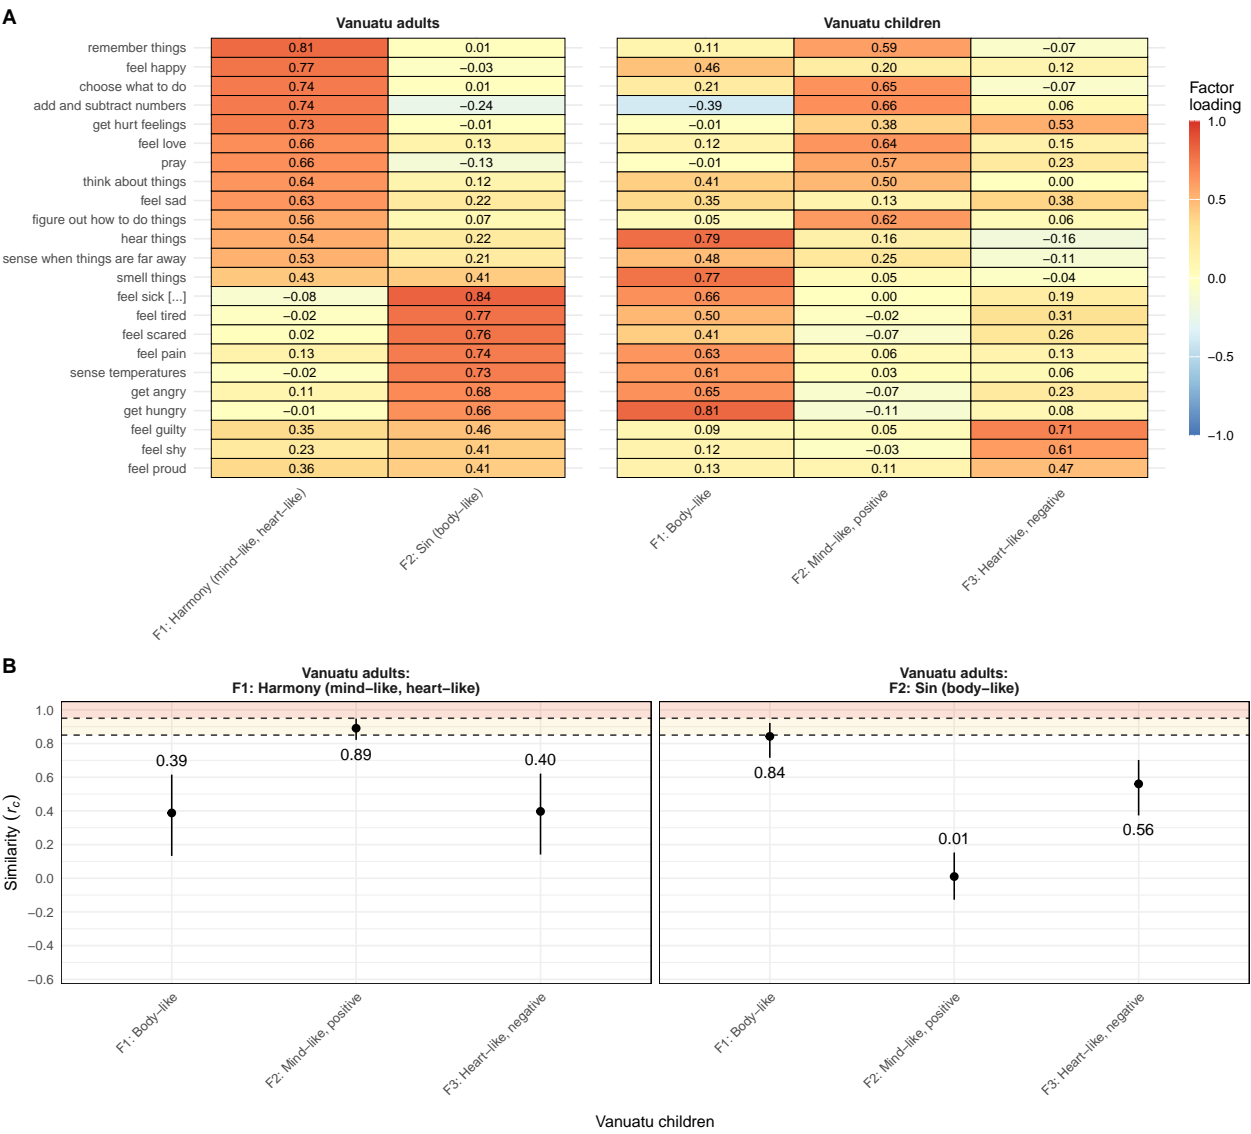 A
Vanuatu adults
Vanuatu children
remember things 0.81 0.01 0.11 0.59 −0.07
feel happy 0.77 −0.03 0.46 0.20 0.12
choose what to do 0.74 0.01 0.21 0.65 −0.07
add and subtract numbers 0.74 −0.24 −0.39 0.66 0.06
get hurt feelings 0.73 −0.01 −0.01 0.38 0.53
feel love 0.66 0.13 0.12 0.64 0.15
pray 0.66 −0.13 −0.01 0.57 0.23
think about things 0.64 0.12 0.41 0.50 0.00
feel sad 0.63 0.22 0.35 0.13 0.38
figure out how to do things 0.56 0.07 0.05 0.62 0.06
hear things 0.54 0.22 0.79 0.16 −0.16
sense when things are far away 0.53 0.21 0.48 0.25 −0.11
smell things 0.43 0.41 0.77 0.05 −0.04
feel sick [...] −0.08 0.84 0.66 0.00 0.19
feel tired −0.02 0.77 0.50 −0.02 0.31
feel scared 0.02 0.76 0.41 −0.07 0.26
feel pain 0.13 0.74 0.63 0.06 0.13
sense temperatures −0.02 0.73 0.61 0.03 0.06
get angry 0.11 0.68 0.65 −0.07 0.23
get hungry −0.01 0.66 0.81 −0.11 0.08
feel guilty 0.35 0.46 0.09 0.05 0.71
feel shy 0.23 0.41 0.12 −0.03 0.61
feel proud 0.36 0.41 0.13 0.11 0.47
F1: Harmony (mind−like, heart−like)
F2: Sin (body−like)
F1: Body−like
F2: Mind−like, positive
F3: Heart−like, negative
Factor
loading
1.0
0.5
0.0
−0.5
−1.0
B
Vanuatu adults:
F1: Harmony (mind−like, heart−like)
Vanuatu adults:
F2: Sin (body−like)
Similarity (rc)
1.0
0.8
0.6
0.4
0.2
0.0
−0.2
−0.4
−0.6
0.39
0.89
0.40
0.84
0.01
0.56
F1: Body−like
F2: Mind−like, positive
F3: Heart−like, negative
F1: Body−like
F2: Mind−like, positive
F3: Heart−like, negative
Vanuatu children